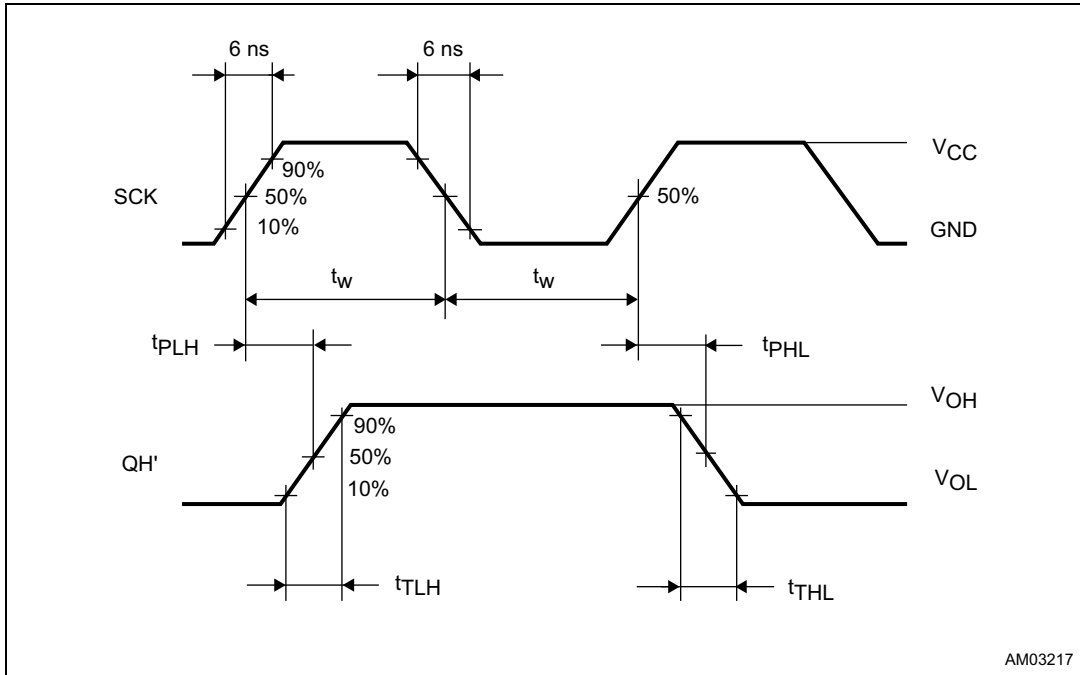 6 ns 6 ns
90%
VCC
SCK 50% 50%
10%
GND
tW tW
tPLH tPHL
VOH
90%
QH' 50%
VOL
10%
tTLH tTHL
AM03217